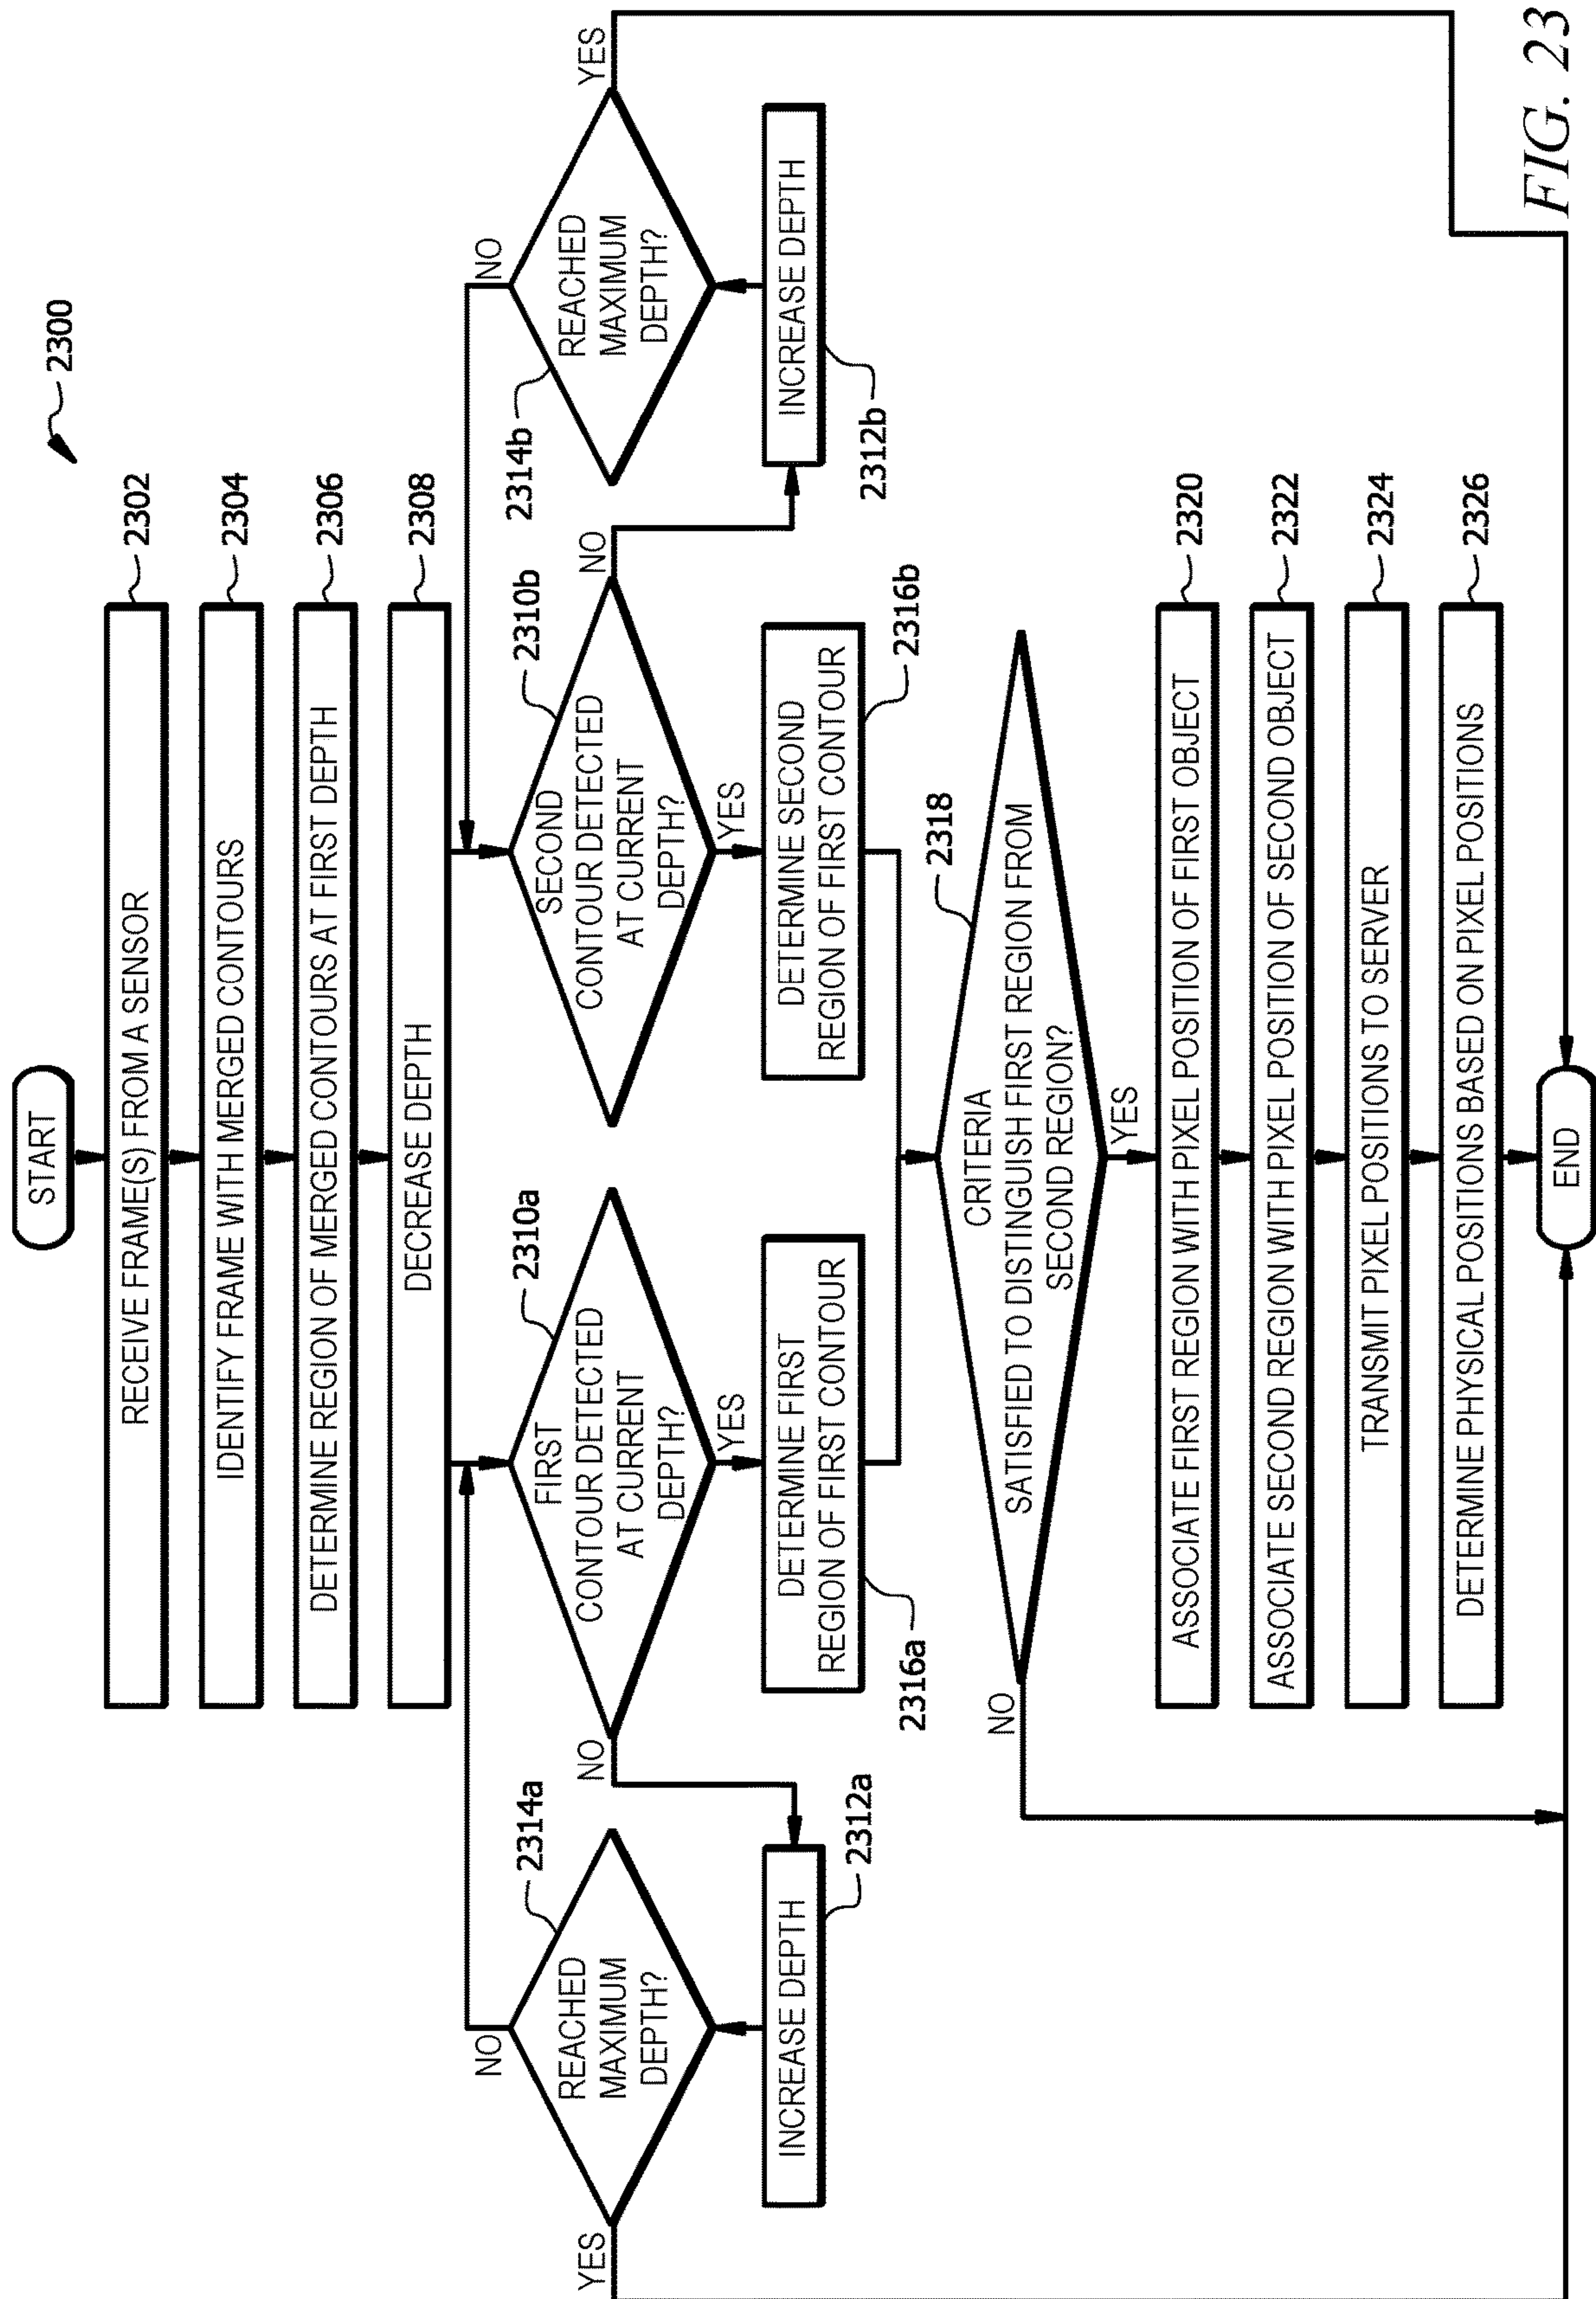 2300
START
RECEIVE FRAME(S) FROM A SENSOR
2302
IDENTIFY FRAME WITH MERGED CONTOURS
2304
DETERMINE REGION OF MERGED CONTOURS AT FIRST DEPTH
2306
DECREASE DEPTH
2308
YES
REACHED
MAXIMUM
DEPTH?
2314a
NO
INCREASE DEPTH
2312a
NO
FIRST
CONTOUR DETECTED
AT CURRENT
DEPTH?
2310a
YES
DETERMINE FIRST
REGION OF FIRST CONTOUR
2316a
SECOND
CONTOUR DETECTED
AT CURRENT
DEPTH?
2310b
NO
YES
DETERMINE SECOND
REGION OF FIRST CONTOUR
2316b
REACHED
MAXIMUM
DEPTH?
2314b
NO
YES
INCREASE DEPTH
2312b
CRITERIA
SATISFIED TO DISTINGUISH FIRST REGION FROM
SECOND REGION?
2318
NO
YES
ASSOCIATE FIRST REGION WITH PIXEL POSITION OF FIRST OBJECT
2320
ASSOCIATE SECOND REGION WITH PIXEL POSITION OF SECOND OBJECT
2322
TRANSMIT PIXEL POSITIONS TO SERVER
2324
DETERMINE PHYSICAL POSITIONS BASED ON PIXEL POSITIONS
2326
END
FIG. 23